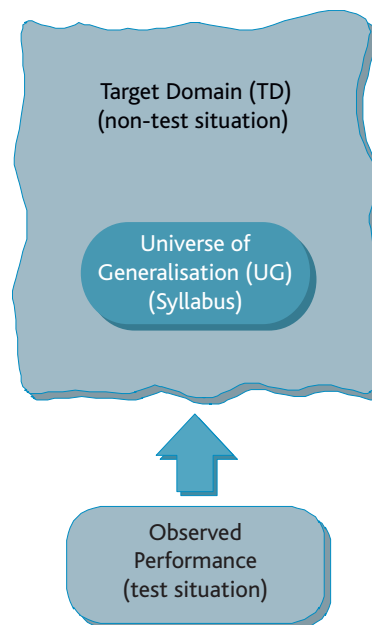 Target Domain (TD)
(non-test situation)
Universe of
Generalisation (UG)
(Syllabus)
Observed
Performance
(test situation)